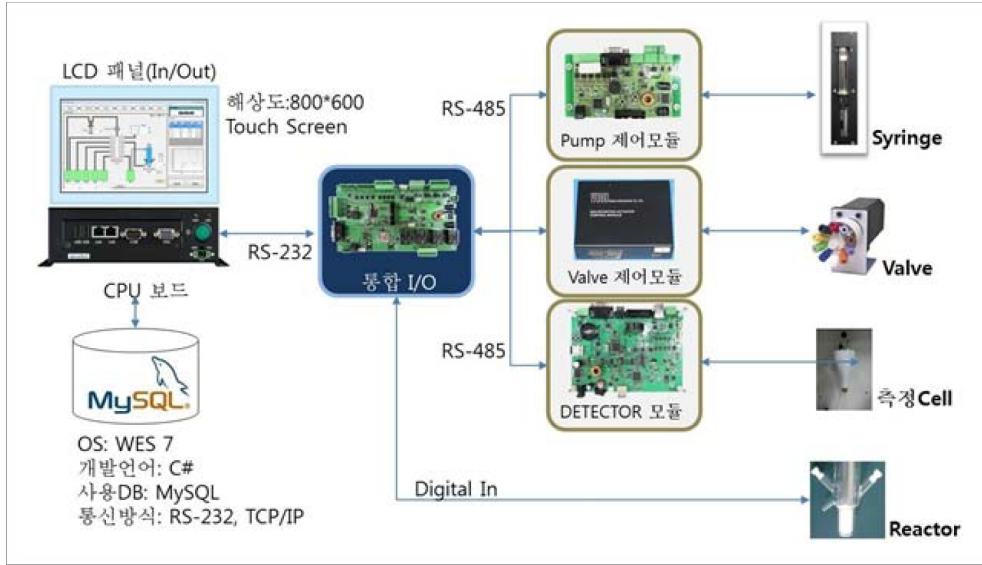 LCD 패널(In/Out)
해상도:800*600
Touch Screen
RS-232
CPU 보드
MySQL
OS: WES 7
개발언어: C#
사용DB: MySQL
통신방식: RS-232, TCP/IP
통합 I/O
RS-485
RS-485
Digital In
Pump 제어모듈
Valve 제어모듈
DETECTOR 모듈
Syringe
Valve
측정Cell
Reactor